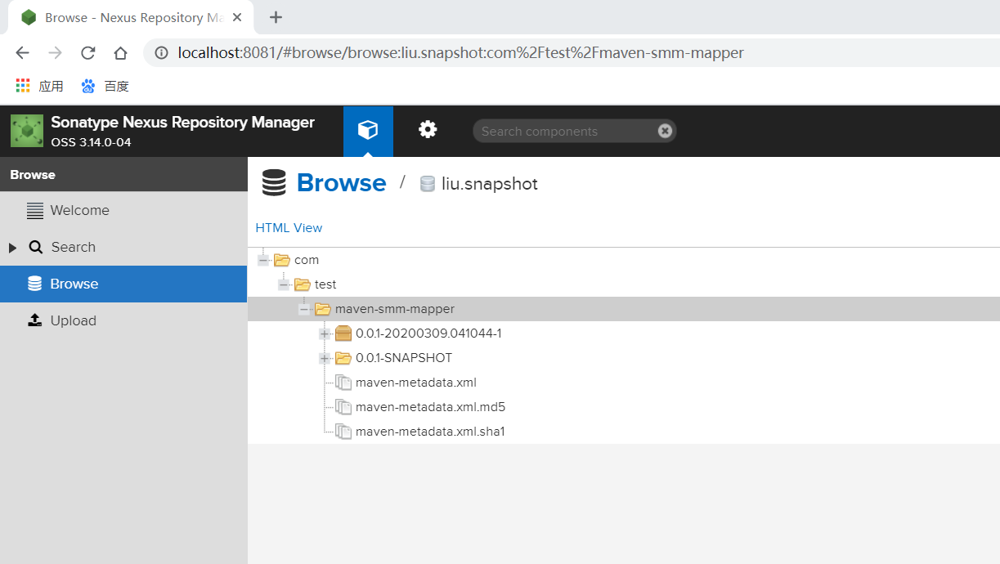 Browse - Nexus Repository Ma
localhost:8081/#browse/browse:liu.snapshot:com%2Ftest%2Fmaven-smm-mapper
应用 百度
Sonatype Nexus Repository Manager
OSS 3.14.0-04
Search components
Browse
Welcome
Search
Browse
Upload
Browse / liu.snapshot
HTML View
com
test
maven-smm-mapper
0.0.1-20200309.041044-1
0.0.1-SNAPSHOT
maven-metadata.xml
maven-metadata.xml.md5
maven-metadata.xml.sha1